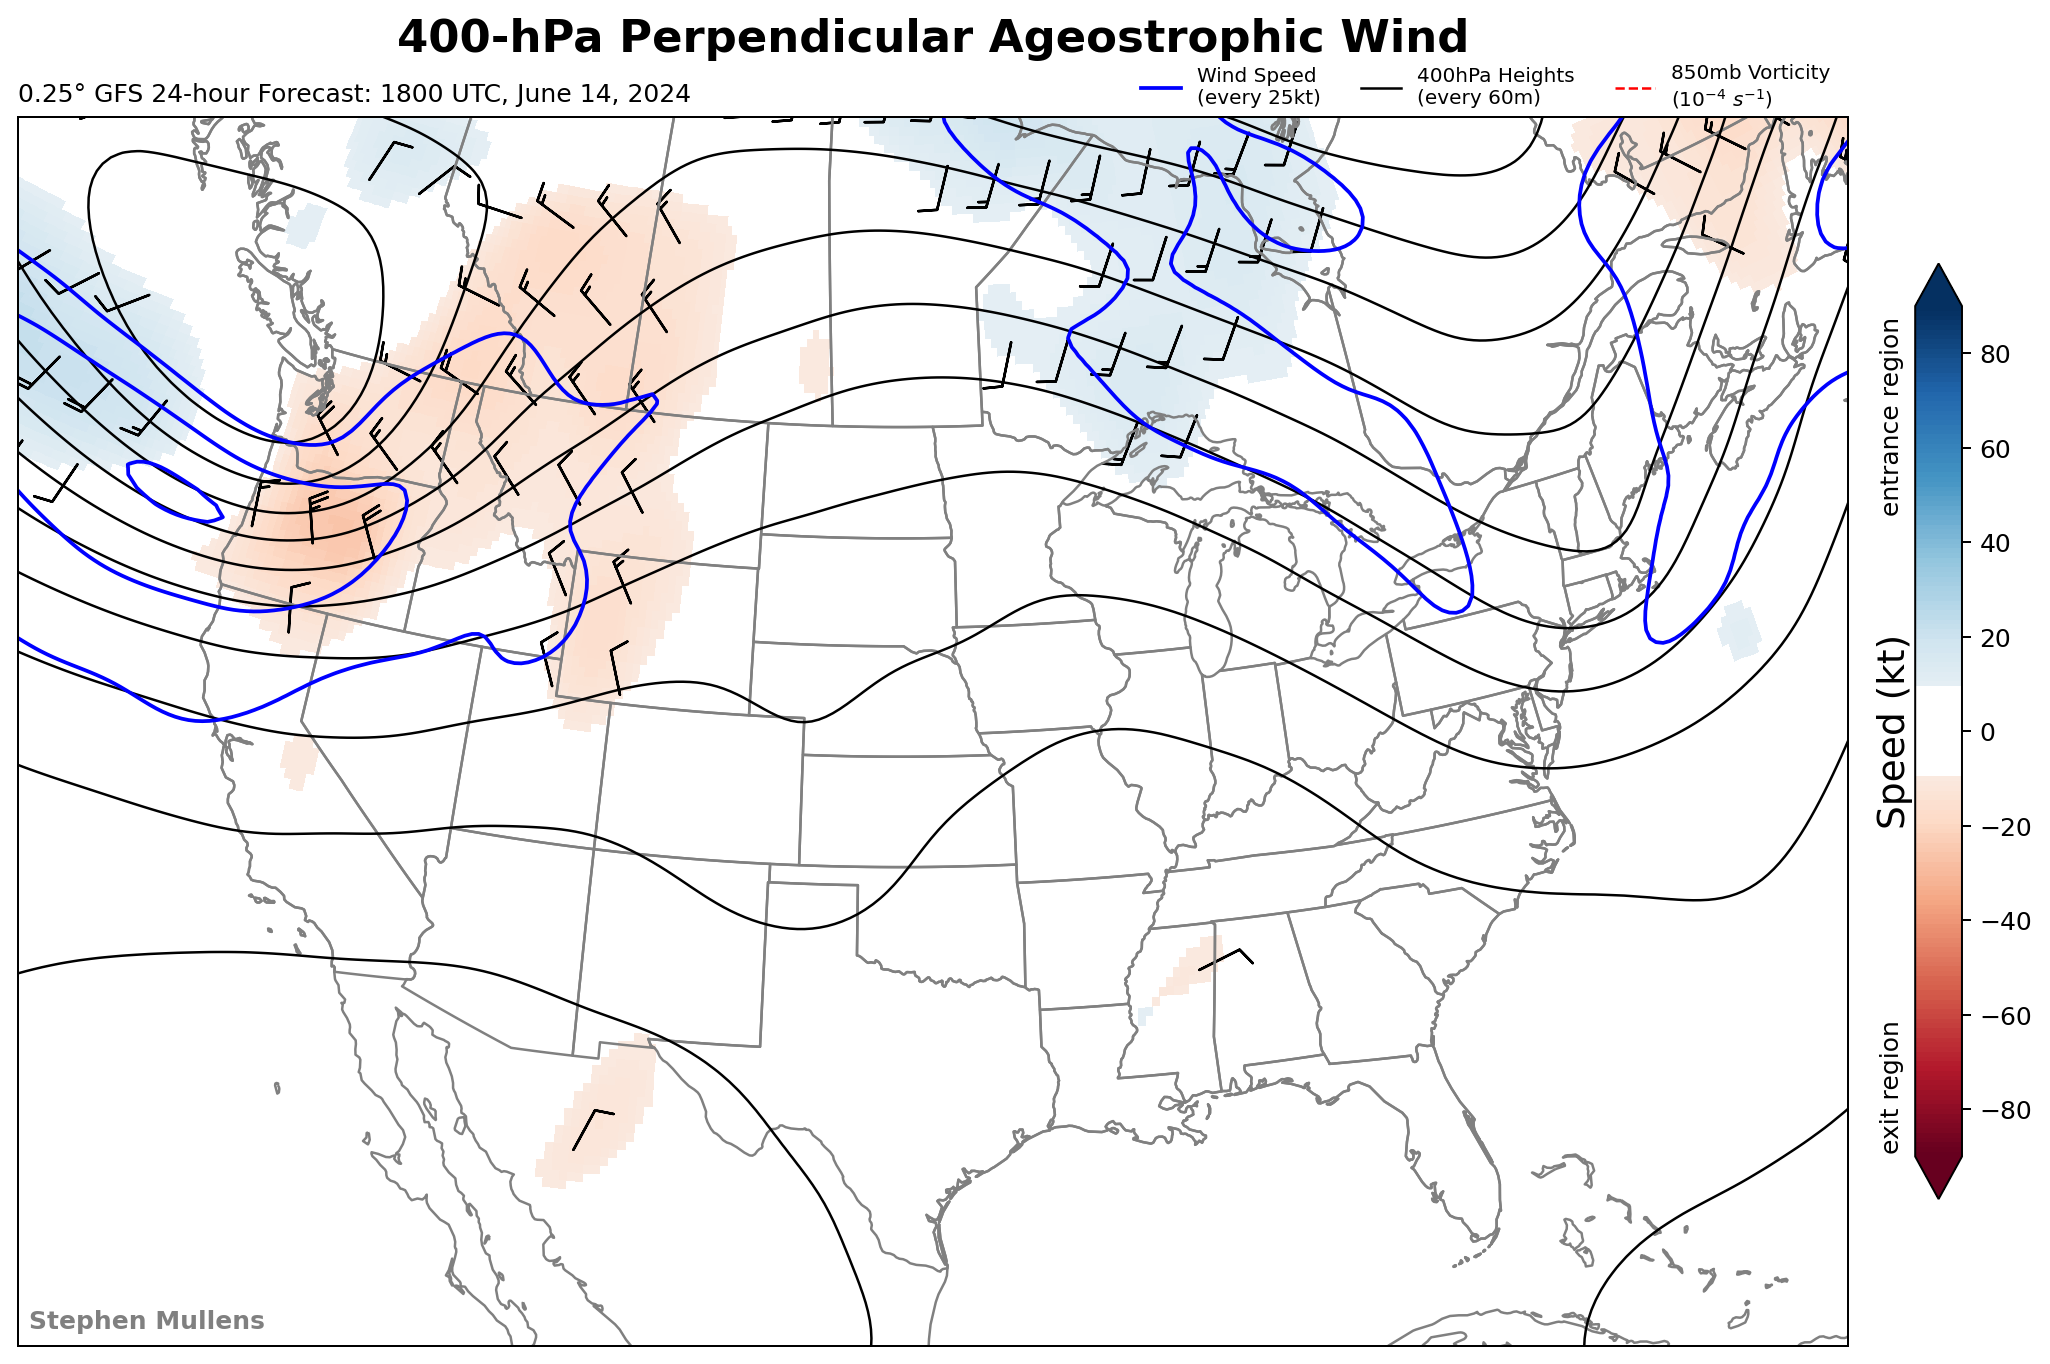 400-hPa Perpendicular Ageostrophic Wind
0.25° GFS 24-hour Forecast: 1800 UTC, June 14, 2024
Wind Speed
(every 25kt)
400hPa Heights
(every 60m)
850mb Vorticity
(10⁻⁴ s⁻¹)
entrance region
Speed (kt)
exit region
80
60
40
20
0
−20
−40
−60
−80
Stephen Mullens